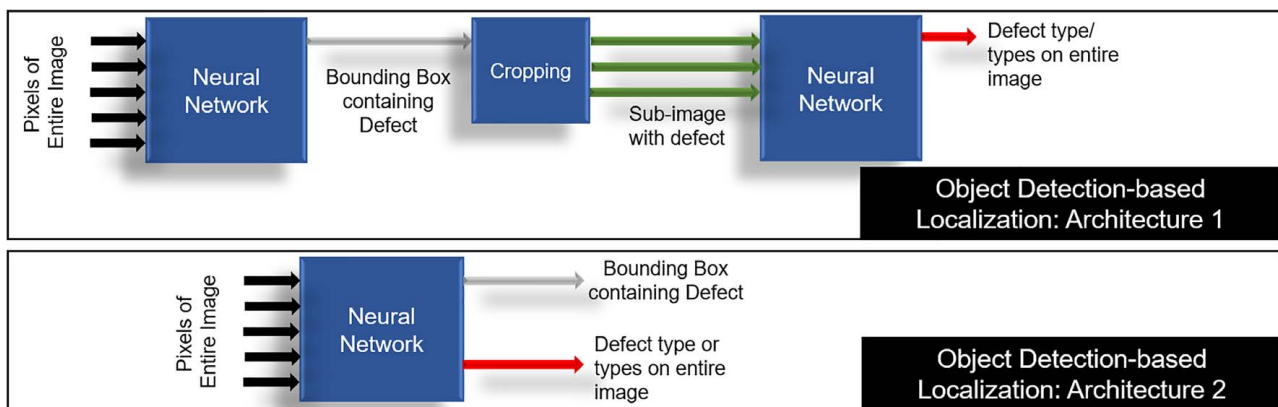 Pixels of
Entire Image
Neural
Network
Bounding Box
containing
Defect
Cropping
Sub-image
with defect
Neural
Network
Defect type/
types on entire
image
Object Detection-based
Localization: Architecture 1
Pixels of
Entire Image
Neural
Network
Bounding Box
containing Defect
Defect type or
types on entire
image
Object Detection-based
Localization: Architecture 2